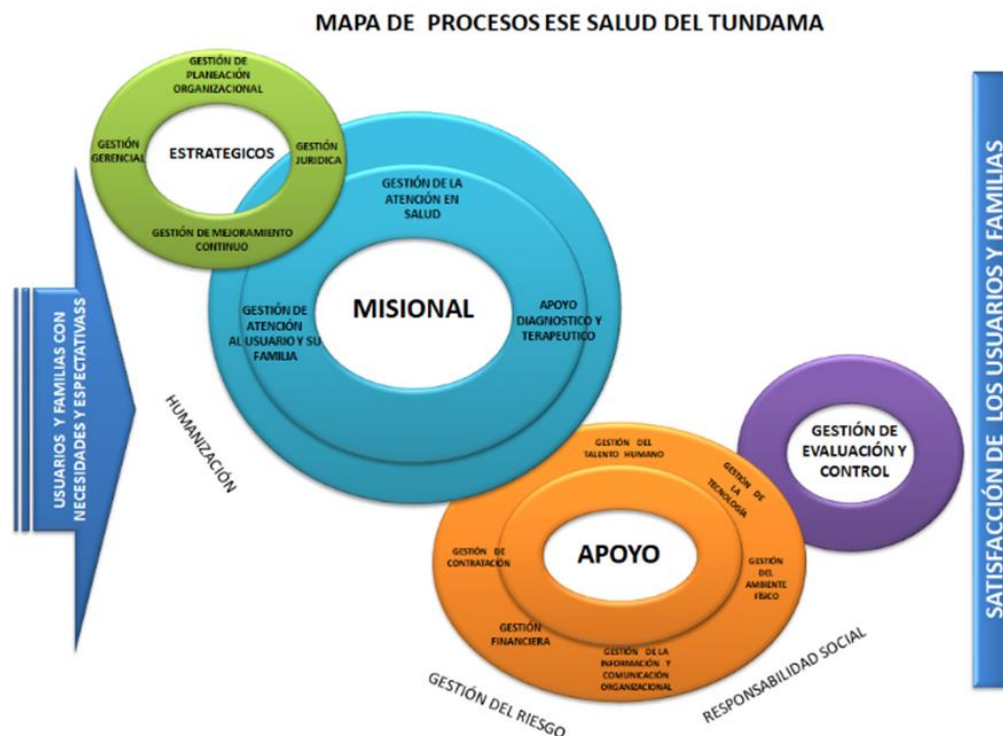 MAPA DE PROCESOS ESE SALUD DEL TUNDAMA
GESTIÓN DE
PLANEACIÓN
ORGANIZACIONAL
GESTIÓN
GERENCIAL
ESTRATEGICOS
GESTIÓN
JURIDICA
GESTIÓN DE MEJORAMIENTO
CONTINUO
GESTIÓN DE LA
ATENCIÓN EN
SALUD
MISIONAL
GESTIÓN DE
ATENCIÓN
AL USUARIO Y SU
FAMILIA
APOYO
DIAGNOSTICO Y
TERAPEUTICO
USUARIOS Y FAMILIAS CON
NECESIDADES Y ESPECTATIVASS
HUMANIZACIÓN
GESTIÓN DEL
TALENTO HUMANO
GESTIÓN DE
LA
TECNOLOGÍA
GESTIÓN DE
CONTRATACIÓN
APOYO
GESTIÓN
DEL
AMBIENTE
FÍSICO
GESTIÓN
FINANCIERA
GESTIÓN DE LA
INFORMACIÓN Y
COMUNICACIÓN
ORGANIZACIONAL
GESTIÓN DE
EVALUACIÓN Y
CONTROL
GESTIÓN DEL RIESGO
RESPONSABILIDAD SOCIAL
SATISFACCIÓN DE LOS USUARIOS Y FAMILIAS